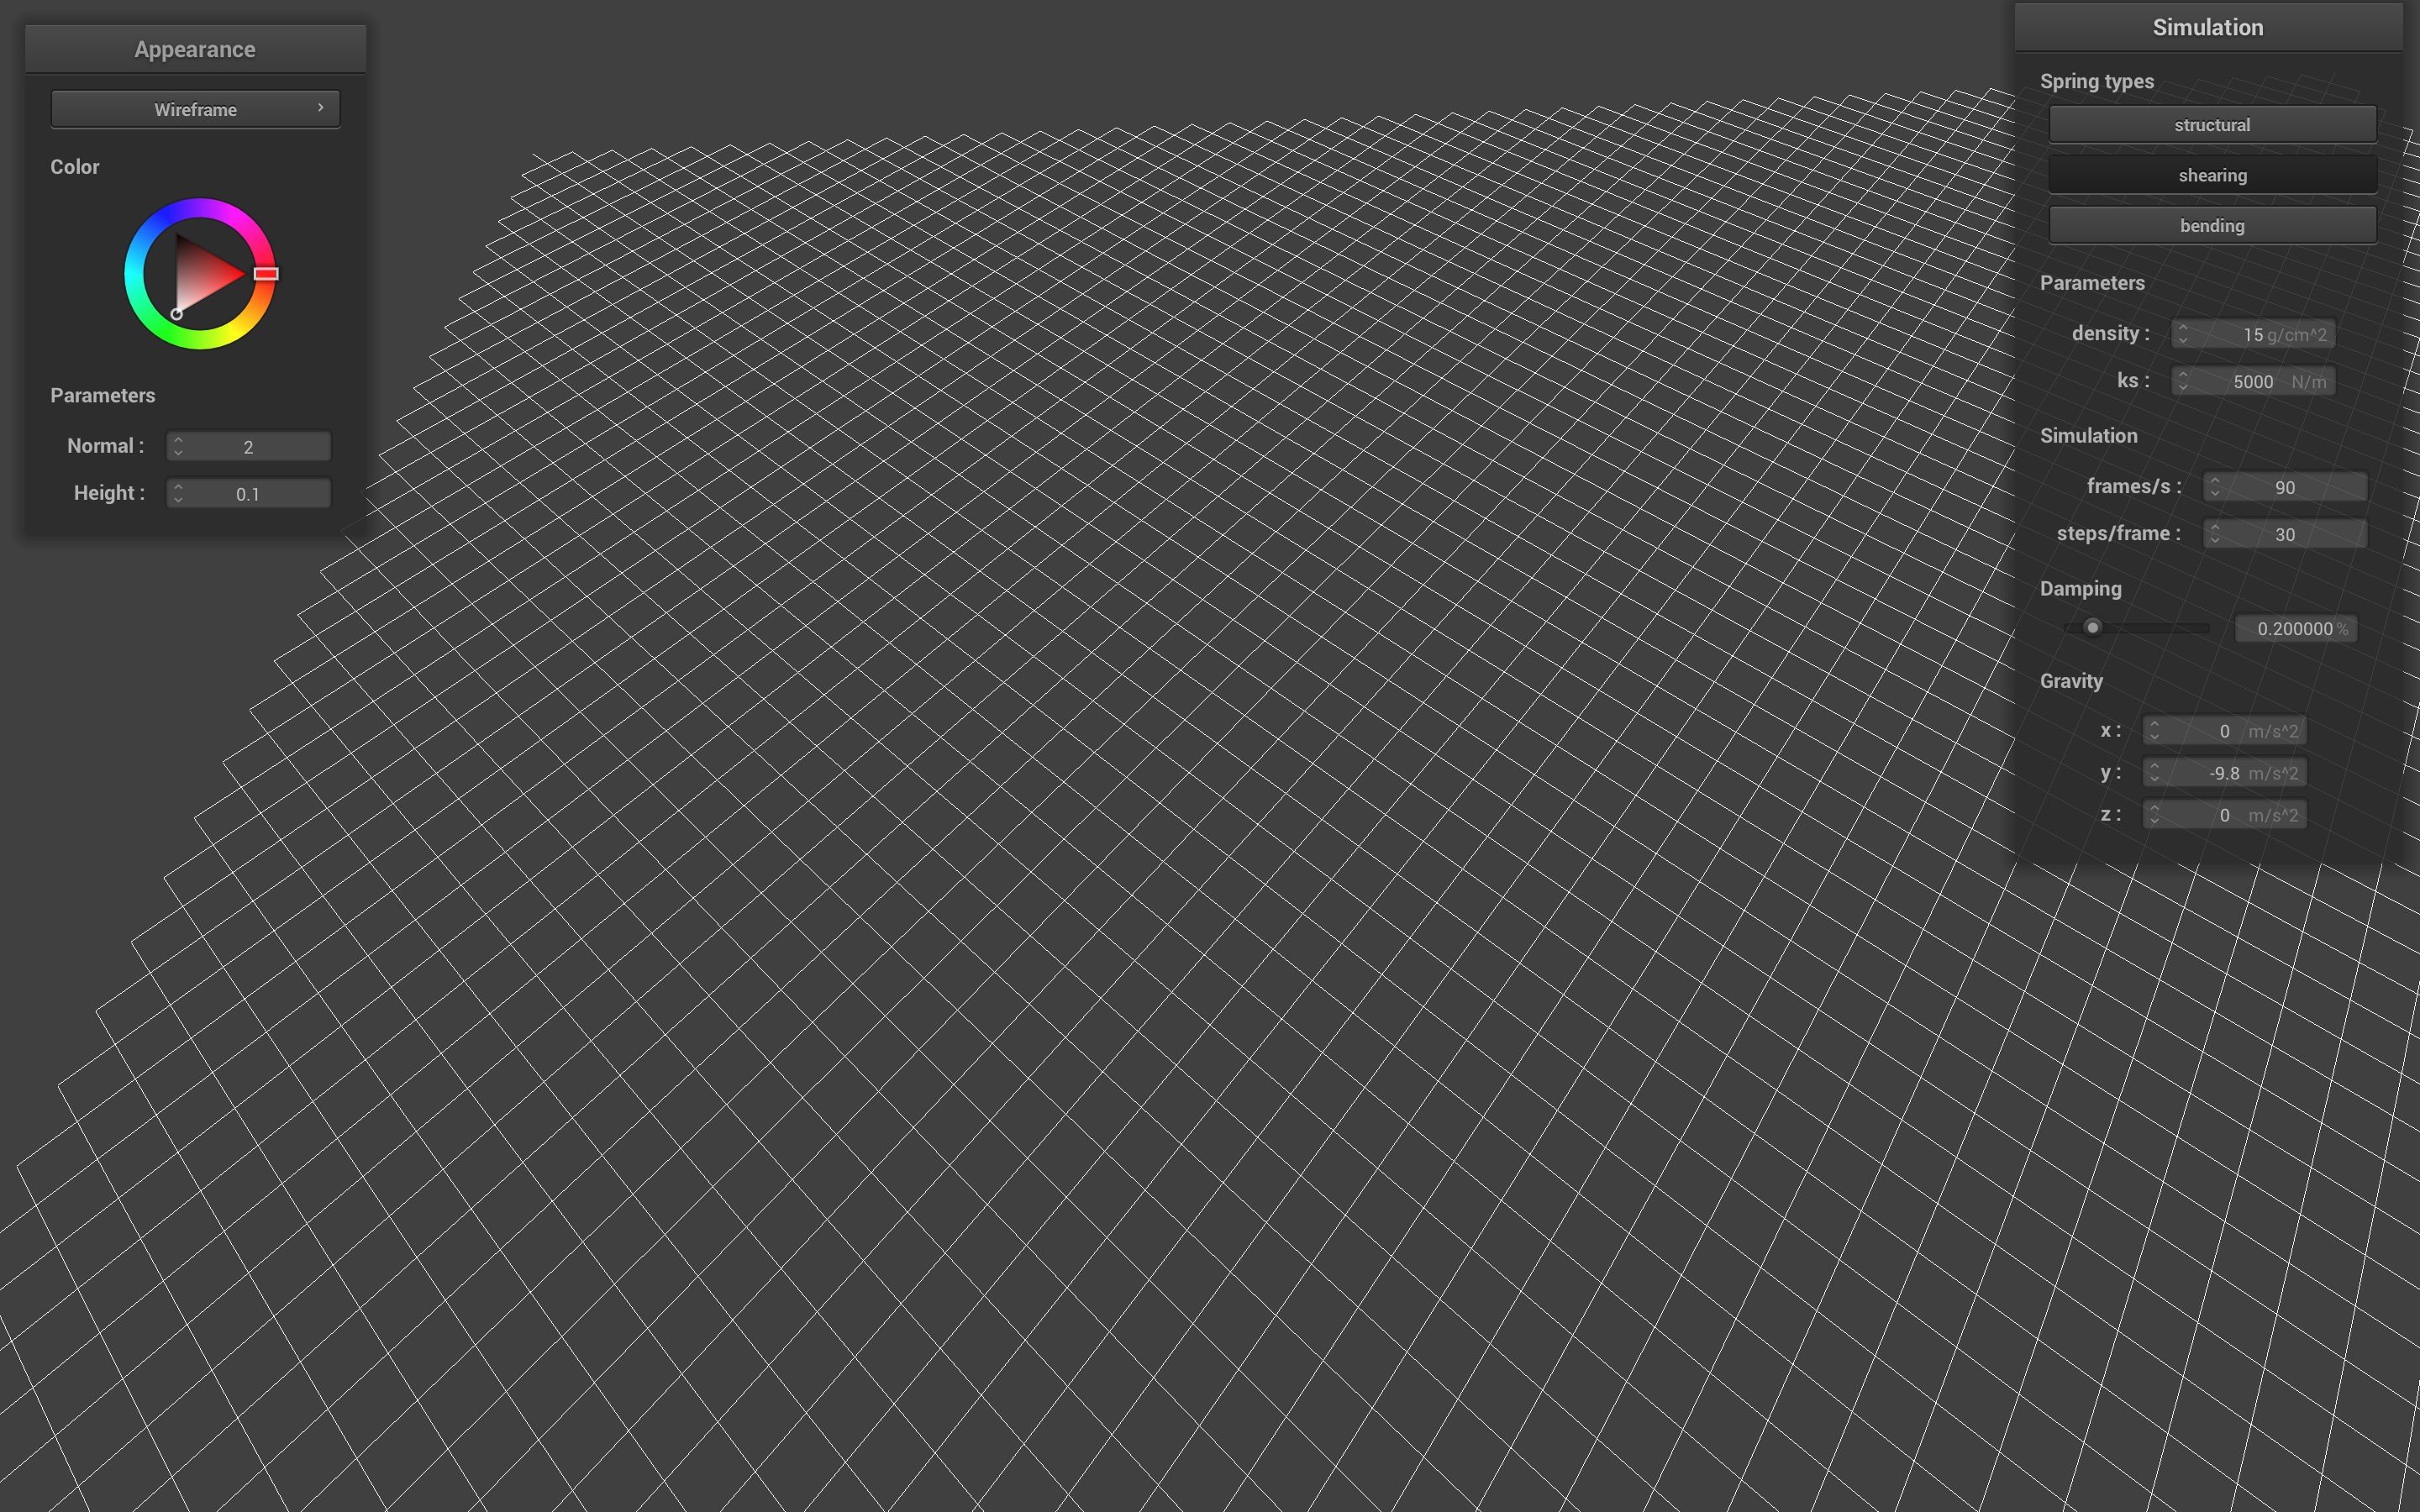 Appearance
Wireframe
Color
Parameters
Normal : 2
Height : 0.1
Simulation
Spring types
structural
shearing
bending
Parameters
density : 15 g/cm^2
ks : 5000 N/m
Simulation
frames/s : 90
steps/frame : 30
Damping
0.200000 %
Gravity
x : 0 m/s^2
y : -9.8 m/s^2
z : 0 m/s^2